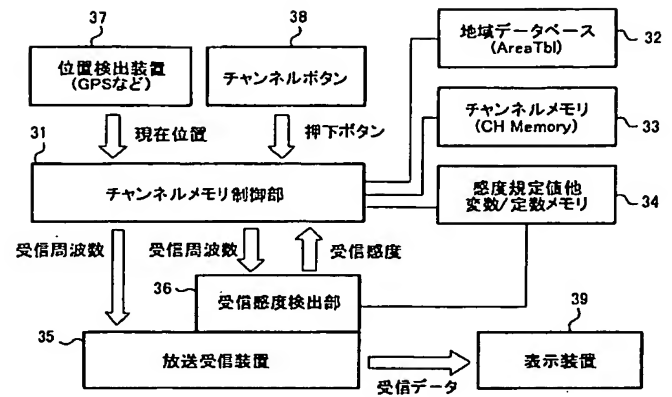 37
38
32
位置検出装置
(GPSなど)
チャンネルボタン
地域データベース
(AreaTbl)
チャンネルメモリ
(CH Memory)
33
31
現在位置
押下ボタン
チャンネルメモリ制御部
感度規定値他
変数/定数メモリ
34
受信周波数
受信周波数
受信感度
36
受信感度検出部
35
39
放送受信装置
表示装置
受信データ